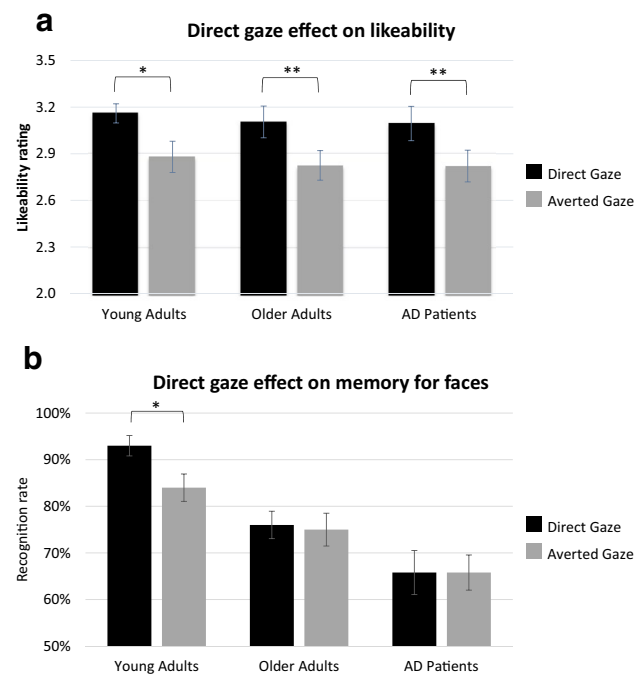 a
Direct gaze effect on likeability
3.5
3.2
2.9
2.6
2.3
2.0
Likeability rating
*
**
**
Young Adults
Older Adults
AD Patients
Direct Gaze
Averted Gaze
b
Direct gaze effect on memory for faces
100%
90%
80%
70%
60%
50%
Recognition rate
*
Young Adults
Older Adults
AD Patients
Direct Gaze
Averted Gaze